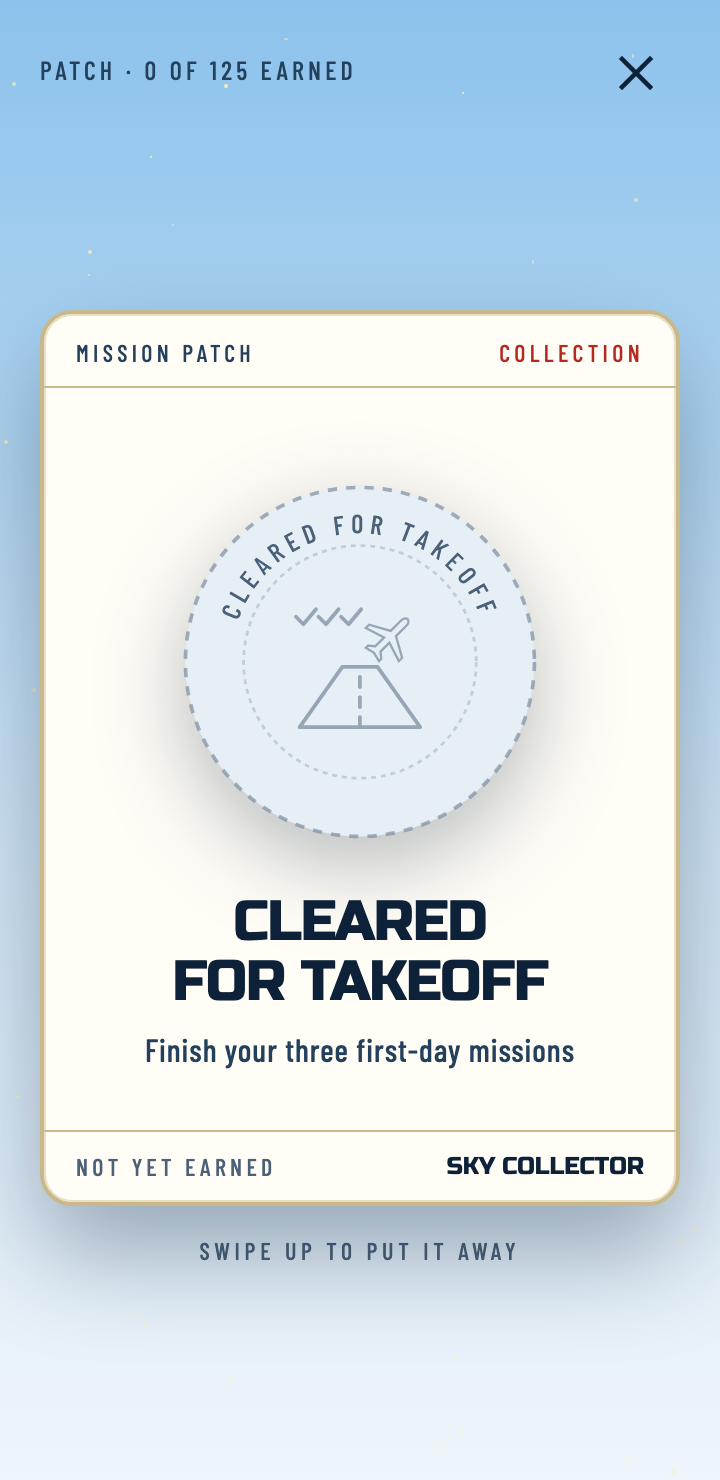 PATCH · 0 OF 125 EARNED
MISSION PATCH
COLLECTION
CLEARED FOR TAKEOFF
CLEARED
FOR TAKEOFF
Finish your three first-day missions
NOT YET EARNED
SKY COLLECTOR
SWIPE UP TO PUT IT AWAY